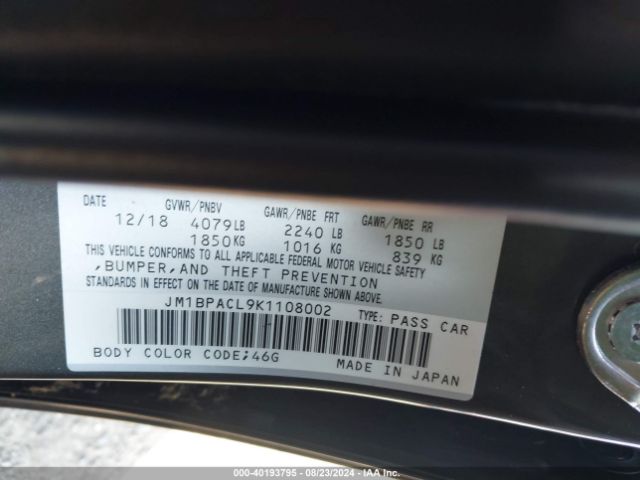 DATE GVWR/PNBV GAWR/PNBE FRT GAWR/PNBE RR
12/18 4079LB 2240 LB 1850 LB
1850KG 1016 KG 839 KG
THIS VEHICLE CONFORMS TO ALL APPLICABLE FEDERAL MOTOR VEHICLE SAFETY
,BUMPER,AND THEFT PREVENTION
STANDARDS IN EFFECT ON THE DATE OF MANUFACTURE SHOWN ABOVE.
JM1BPACL9K1108002 TYPE: PASS CAR
BODY COLOR CODE;46G MADE IN JAPAN
000-40193795 - 08/23/2024 - IAA Inc.